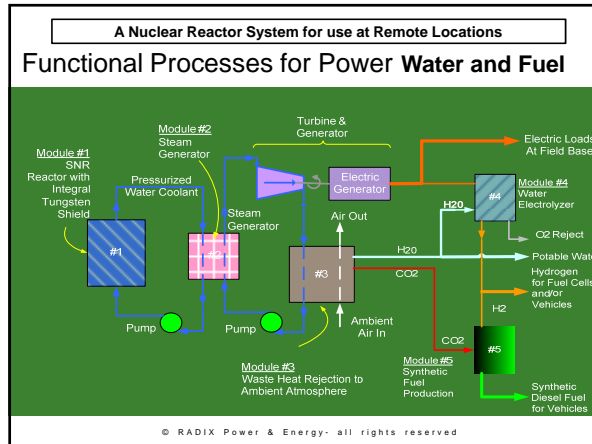 A Nuclear Reactor System for use at Remote Locations
Functional Processes for Power Water and Fuel
Turbine &
Generator
Module #2
Steam
Generator
Module #1
SNR
Reactor with
Integral
Tungsten
Shield
Pressurized
Water Coolant
Electric
Generator
Electric Loads
At Field Base
Module #4
Water
Electrolyzer
#4
H20
Steam
Generator
Air Out
O2 Reject
#1
#2
#3
H20
CO2
Potable Water
Hydrogen
for Fuel Cells
and/or
Vehicles
H2
Pump
Pump
Ambient
Air In
CO2
#5
Module #3
Waste Heat Rejection to
Ambient Atmosphere
Module #5
Synthetic
Fuel
Production
Synthetic
Diesel Fuel
for Vehicles
© RADIX Power & Energy- all rights reserved